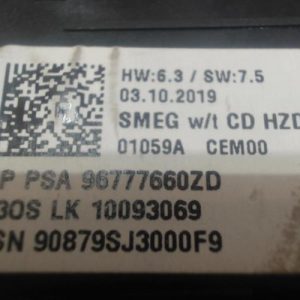 HW:6.3 / SW:7.5
03.10.2019
SMEG w/t CD HZD
01059A CEM00
P PSA 96777660ZD
BOS LK 10093069
SN 90879SJ3000F9